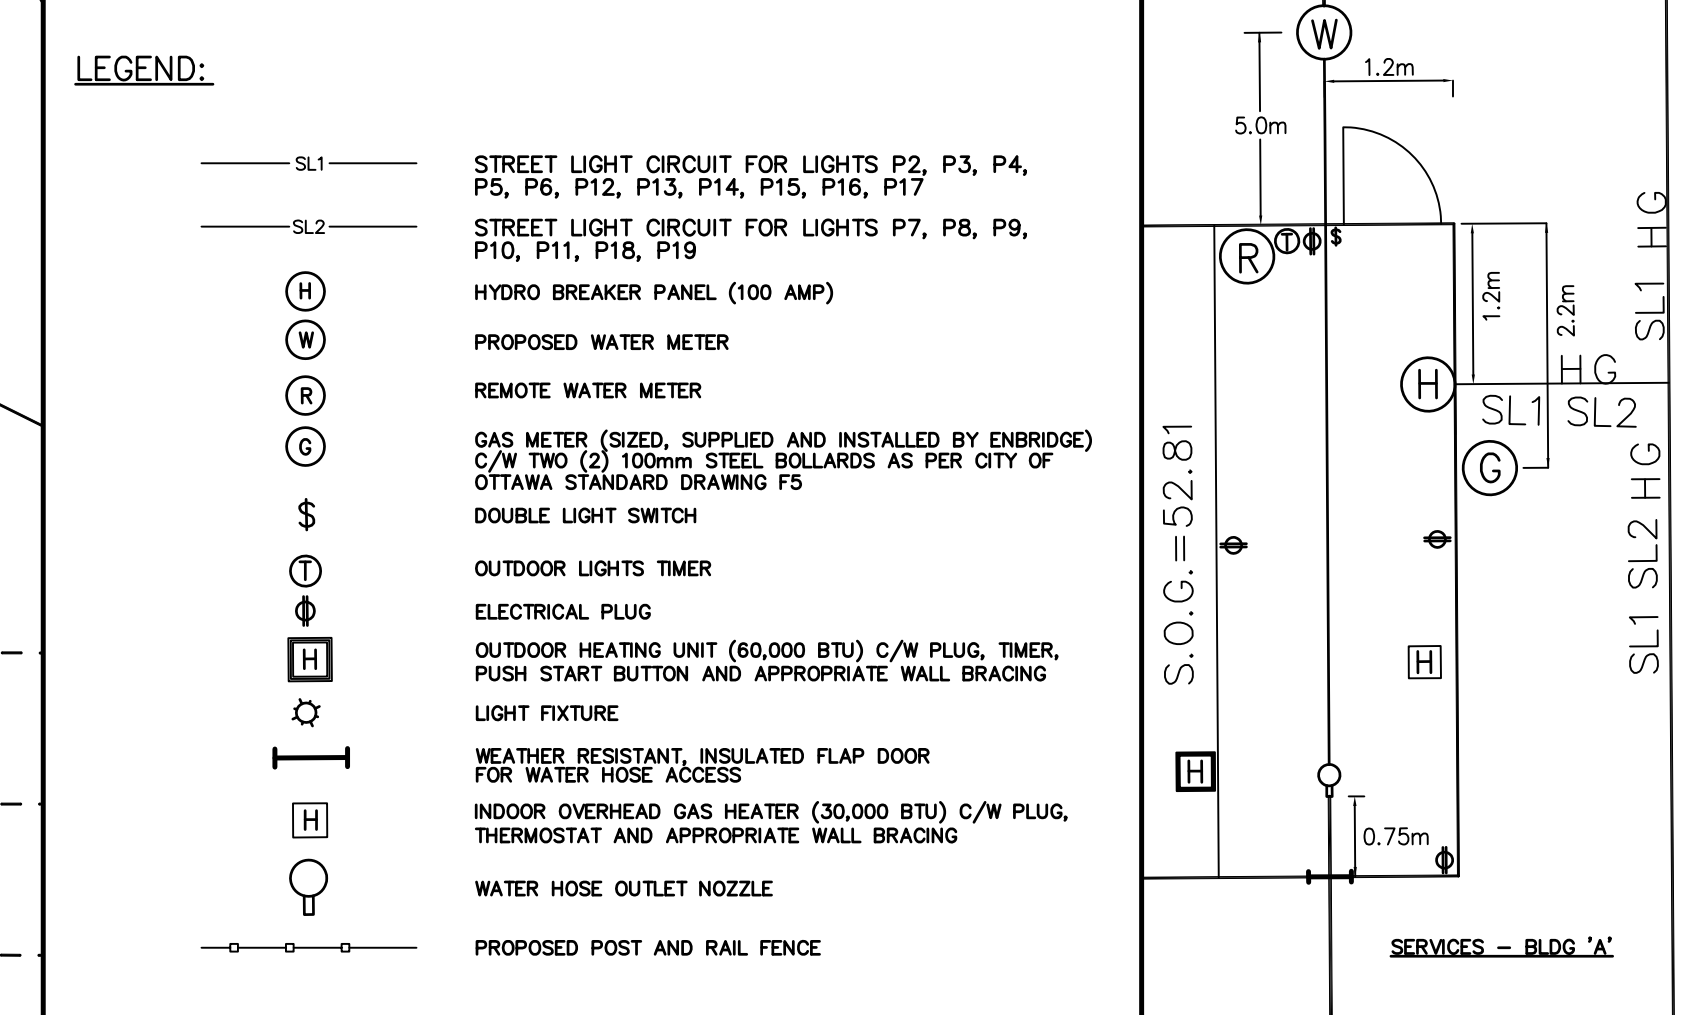 LEGEND:
SL1
STREET LIGHT CIRCUIT FOR LIGHTS P2, P3, P4,
P5, P6, P12, P13, P14, P15, P16, P17
SL2
STREET LIGHT CIRCUIT FOR LIGHTS P7, P8, P9,
P10, P11, P18, P19
H
HYDRO BREAKER PANEL (100 AMP)
W
PROPOSED WATER METER
R
REMOTE WATER METER
G
GAS METER (SIZED, SUPPLIED AND INSTALLED BY ENBRIDGE)
C/W TWO (2) 100mm STEEL BOLLARDS AS PER CITY OF
OTTAWA STANDARD DRAWING F5
$
DOUBLE LIGHT SWITCH
T
OUTDOOR LIGHTS TIMER
ELECTRICAL PLUG
H
OUTDOOR HEATING UNIT (60,000 BTU) C/W PLUG, TIMER,
PUSH START BUTTON AND APPROPRIATE WALL BRACING
LIGHT FIXTURE
WEATHER RESISTANT, INSULATED FLAP DOOR
FOR WATER HOSE ACCESS
H
INDOOR OVERHEAD GAS HEATER (30,000 BTU) C/W PLUG,
THERMOSTAT AND APPROPRIATE WALL BRACING
WATER HOSE OUTLET NOZZLE
PROPOSED POST AND RAIL FENCE
W
1.2m
5.0m
R
T
$
1.2m
2.2m
SL1 HG
HG
H
SL1 SL2
G
S.O.G.=52.81
SL1 SL2 HG
H
H
0.75m
SERVICES – BLDG 'A'